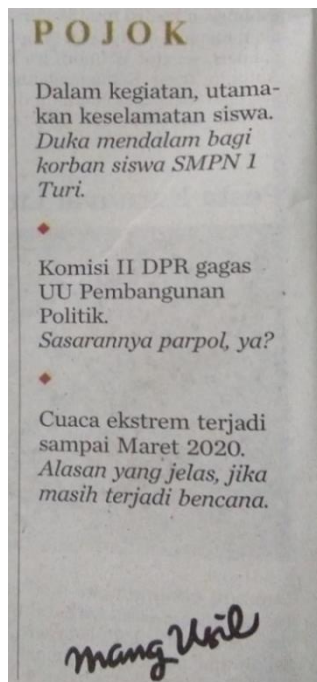 POJOK
Dalam kegiatan, utama-
kan keselamatan siswa.
Duka mendalam bagi
korban siswa SMPN 1
Turi.
Komisi II DPR gagas
UU Pembangunan
Politik.
Sasarannya parpol, ya?
Cuaca ekstrem terjadi
sampai Maret 2020.
Alasan yang jelas, jika
masih terjadi bencana.
mang Usil